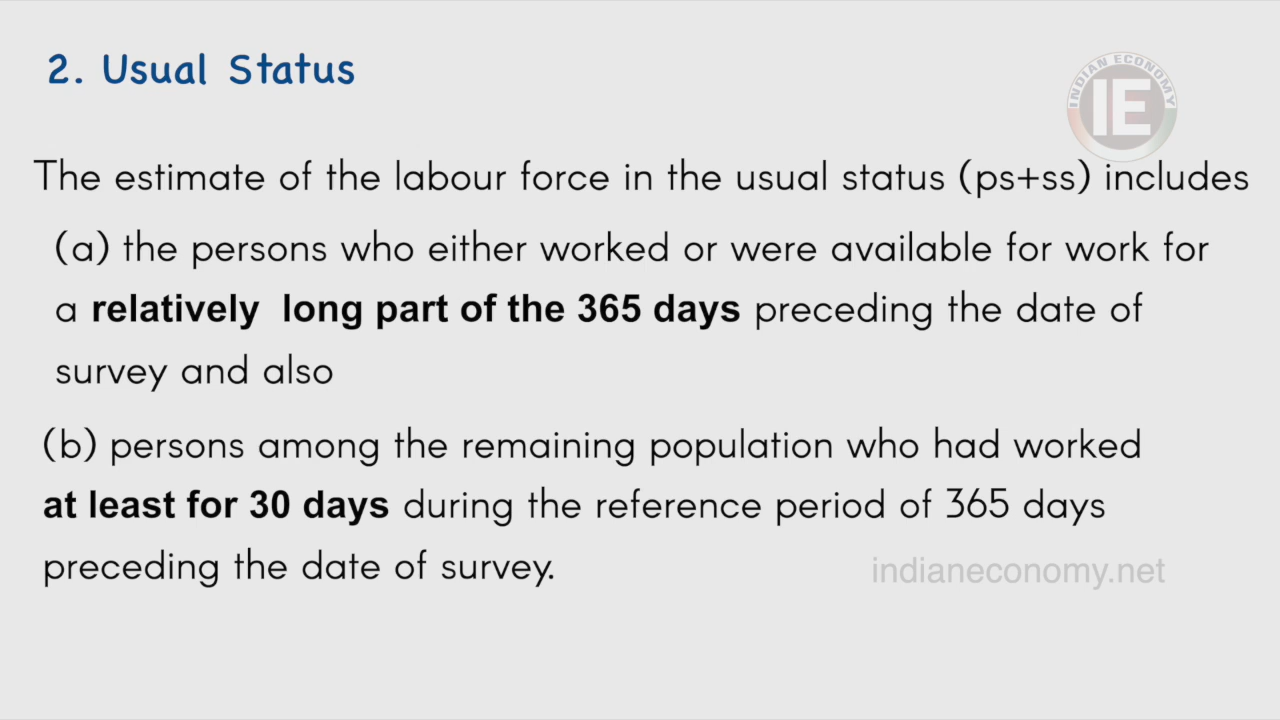 2. Usual Status
INDIAN ECONOMY
IE
The estimate of the labour force in the usual status (ps+ss) includes
(a) the persons who either worked or were available for work for
a relatively long part of the 365 days preceding the date of
survey and also
(b) persons among the remaining population who had worked
at least for 30 days during the reference period of 365 days
preceding the date of survey.
indianeconomy.net